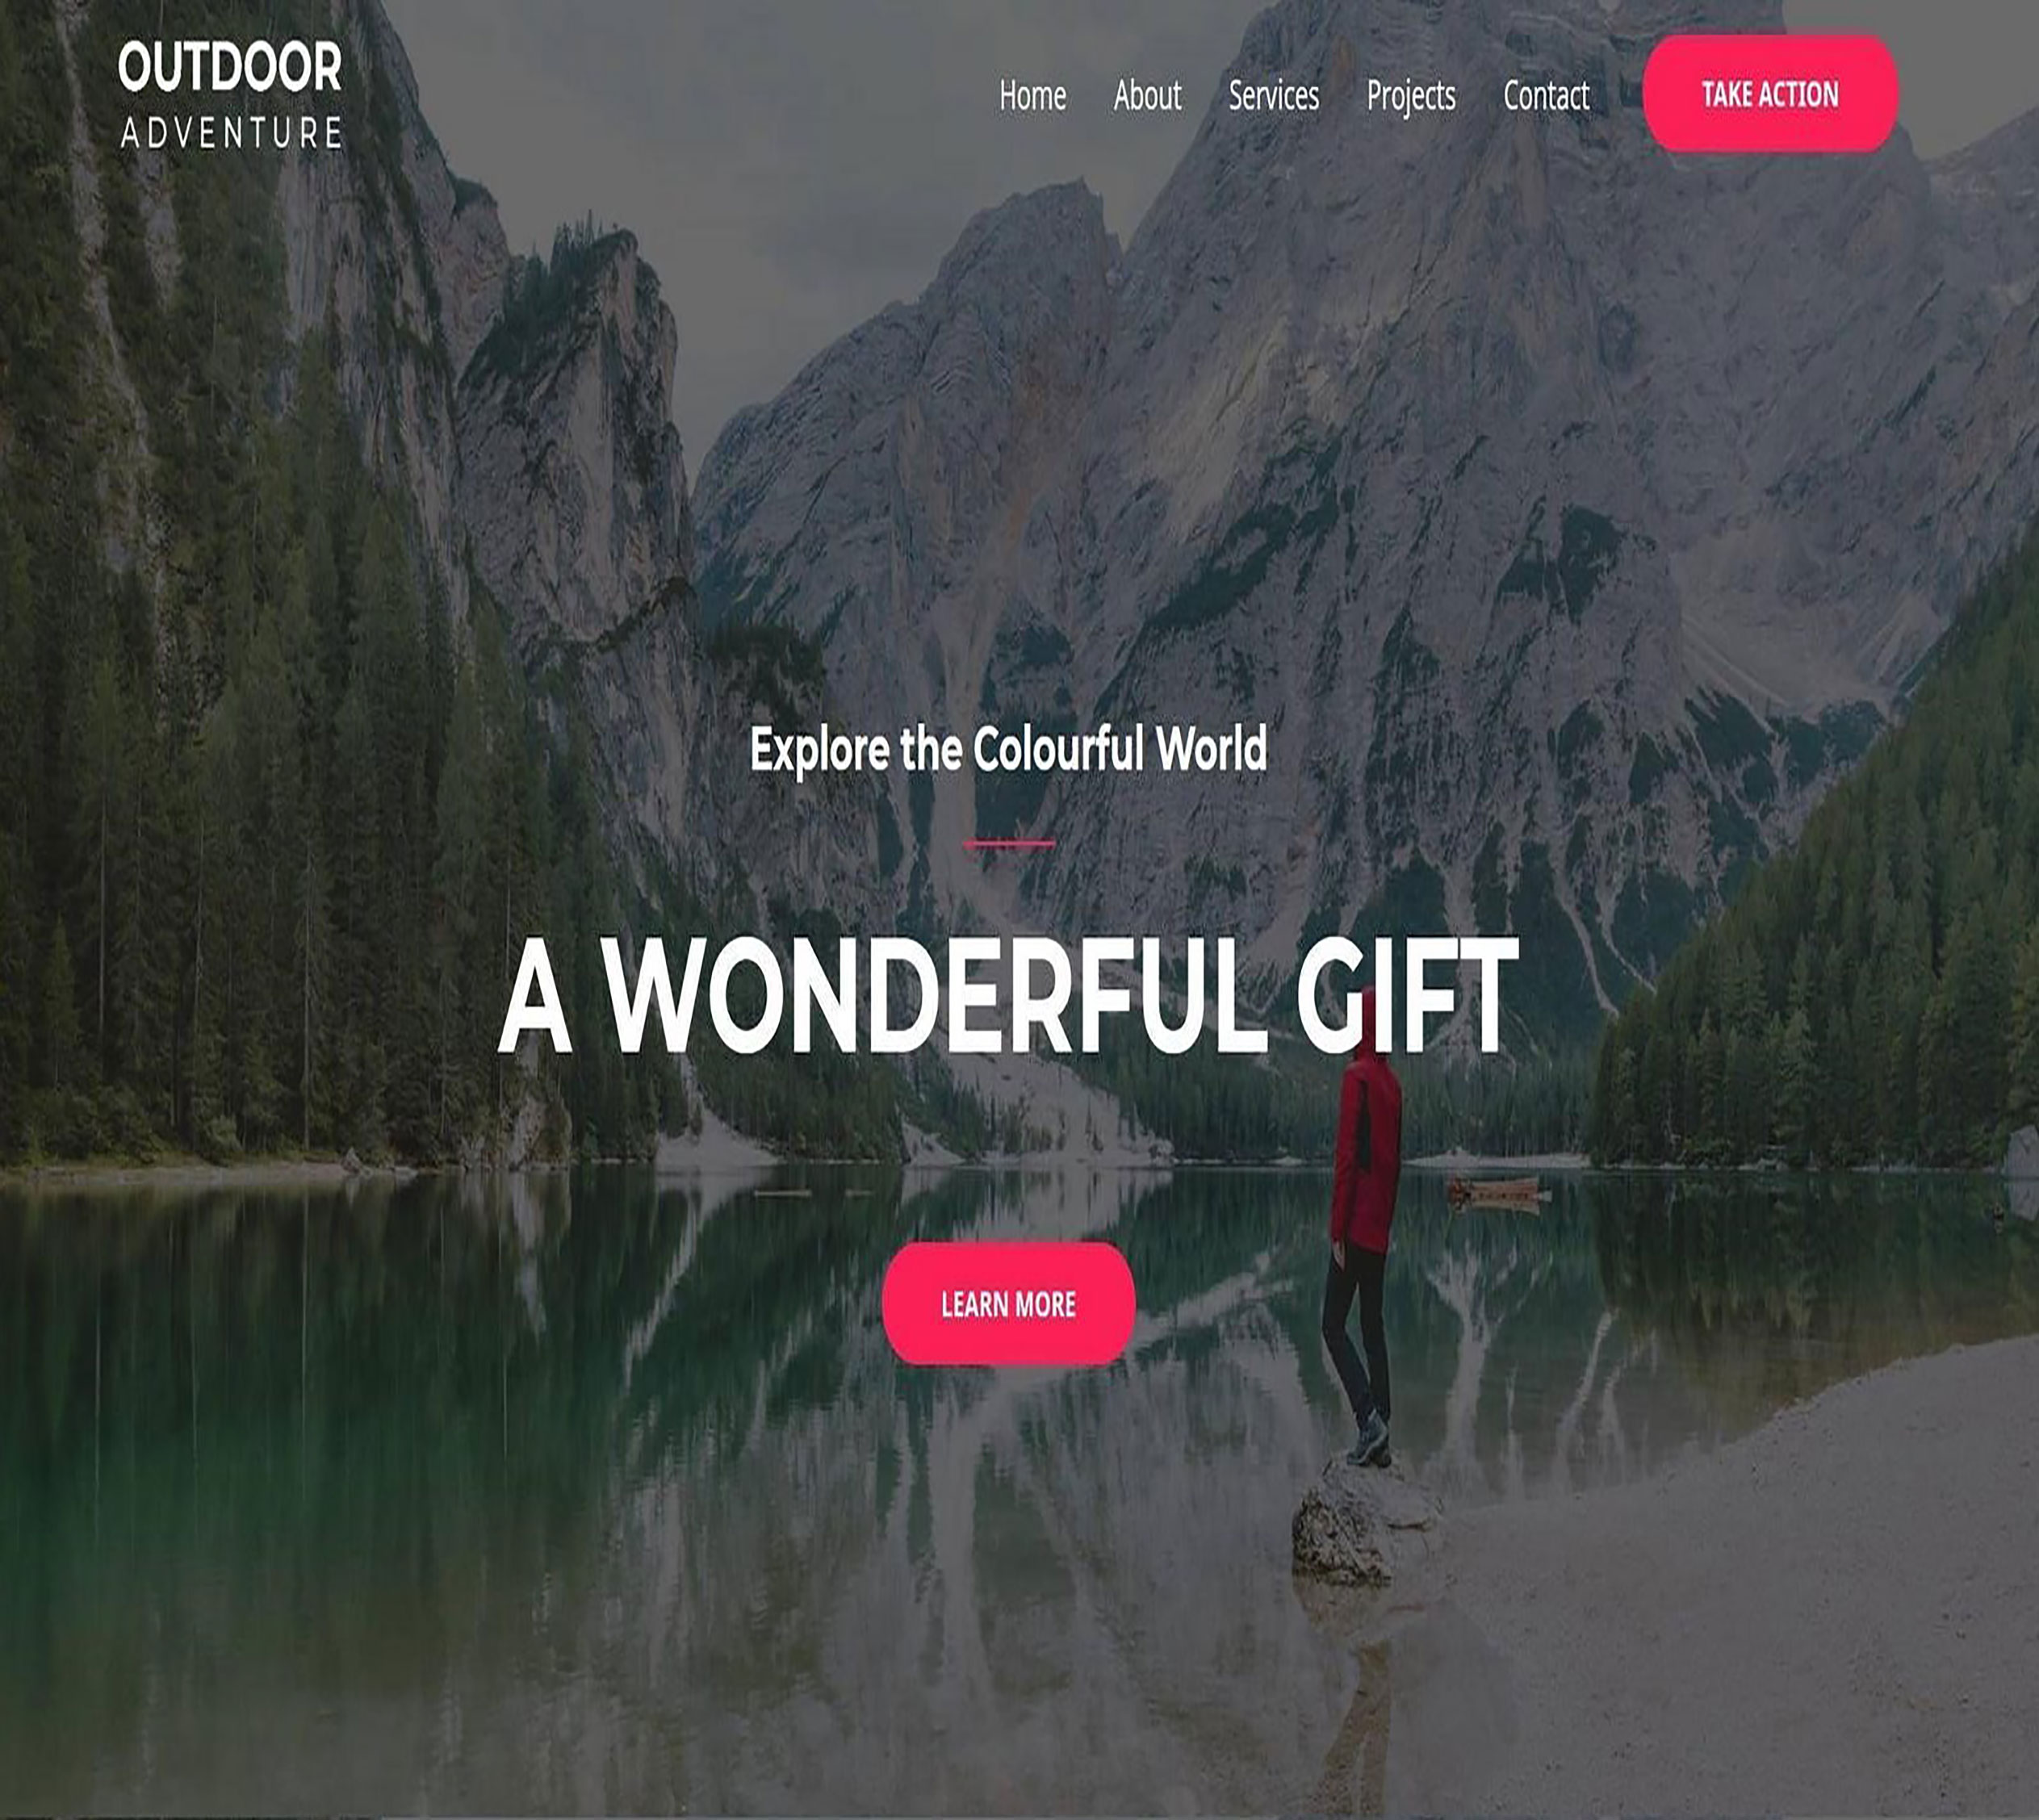 OUTDOOR
ADVENTURE
Home About Services Projects Contact TAKE ACTION
Explore the Colourful World
A WONDERFUL GIFT
LEARN MORE